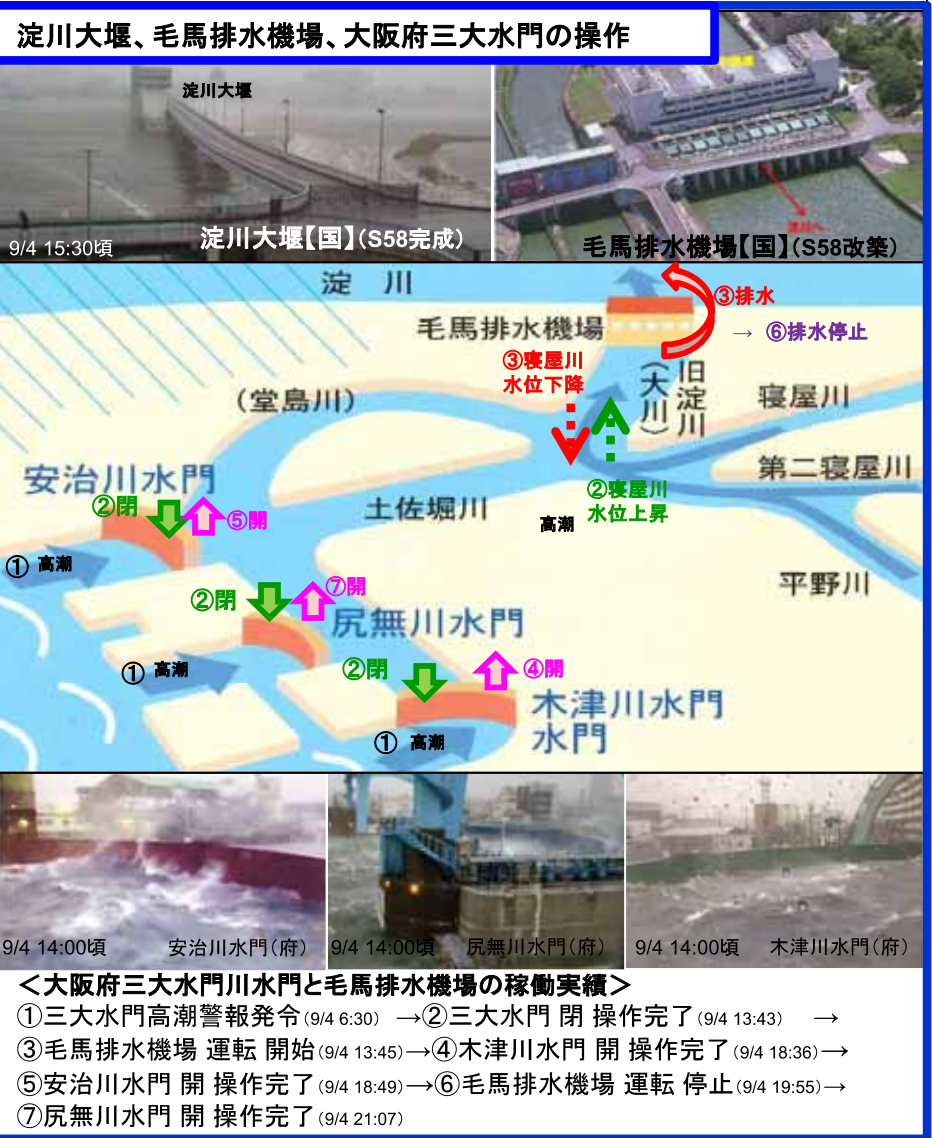 淀川大堰、毛馬排水機場、大阪府三大水門の操作
淀川大堰
9/4 15:30頃
淀川大堰【国】（S58完成）
毛馬排水機場【国】（S58改築）
淀 川
③排水
毛馬排水機場
→ ⑥排水停止
③寝屋川
水位下降
旧淀川
（大川）
（堂島川）
寝屋川
安治川水門
第二寝屋川
②閉
⑤開
土佐堀川
②寝屋川
水位上昇
高潮
① 高潮
平野川
②閉
⑦開
尻無川水門
① 高潮
②閉
④開
木津川水門
水門
① 高潮
9/4 14:00頃 安治川水門（府）
9/4 14:00頃 尻無川水門（府）
9/4 14:00頃 木津川水門（府）
＜大阪府三大水門川水門と毛馬排水機場の稼働実績＞
①三大水門高潮警報発令(9/4 6:30) →②三大水門 閉 操作完了(9/4 13:43) →
③毛馬排水機場 運転 開始(9/4 13:45)→④木津川水門 開 操作完了(9/4 18:36)→
⑤安治川水門 開 操作完了(9/4 18:49)→⑥毛馬排水機場 運転 停止(9/4 19:55)→
⑦尻無川水門 開 操作完了(9/4 21:07)